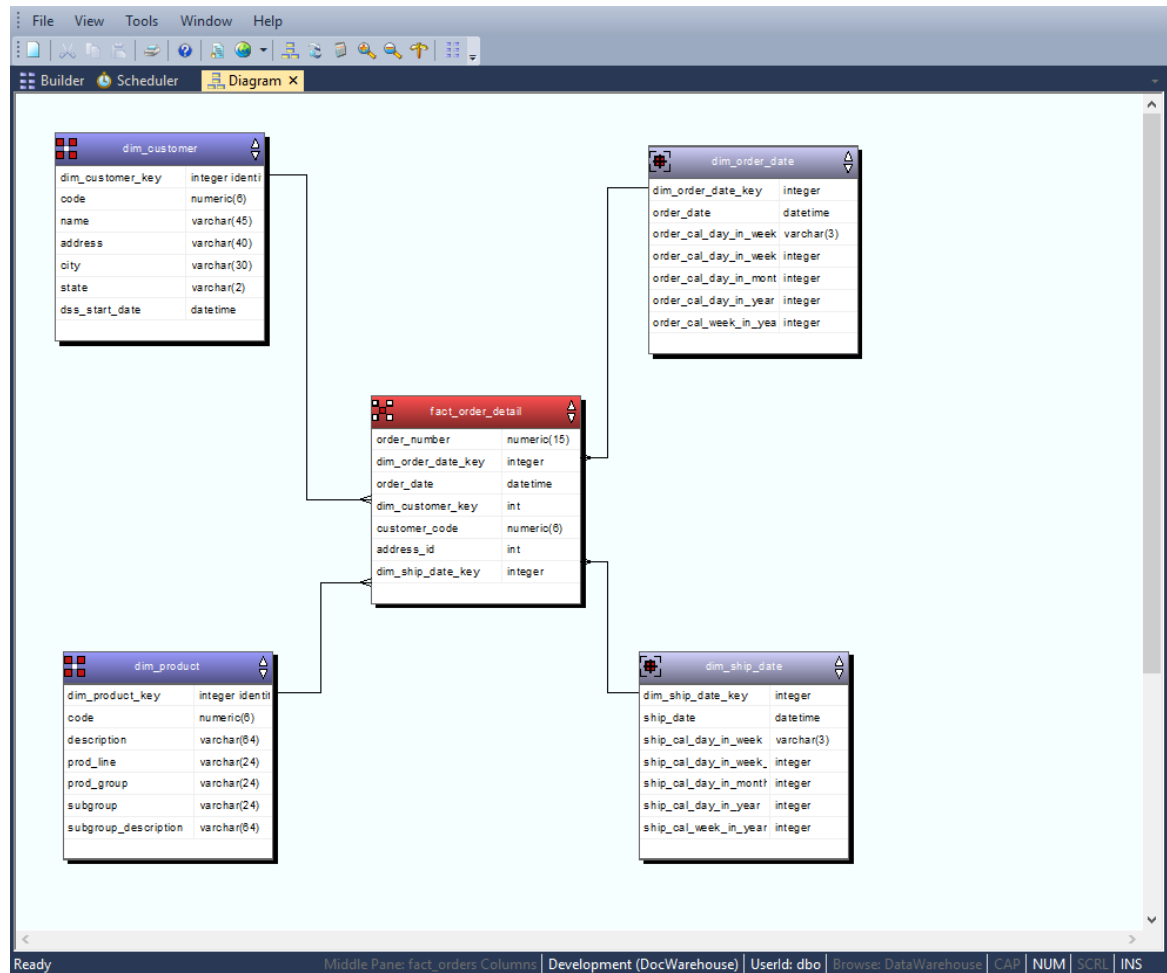 File View Tools Window Help
Builder Scheduler Diagram
dim_customer
dim_customer_key integer identi
code numeric(6)
name varchar(45)
address varchar(40)
city varchar(30)
state varchar(2)
dss_start_date datetime
dim_order_date
dim_order_date_key integer
order_date datetime
order_cal_day_in_week varchar(3)
order_cal_day_in_week integer
order_cal_day_in_mont integer
order_cal_day_in_year integer
order_cal_week_in_yea integer
fact_order_detail
order_number numeric(15)
dim_order_date_key integer
order_date datetime
dim_customer_key int
customer_code numeric(6)
address_id int
dim_ship_date_key integer
dim_product
dim_product_key integer identit
code numeric(6)
description varchar(64)
prod_line varchar(24)
prod_group varchar(24)
subgroup varchar(24)
subgroup_description varchar(64)
dim_ship_date
dim_ship_date_key integer
ship_date datetime
ship_cal_day_in_week varchar(3)
ship_cal_day_in_week_ integer
ship_cal_day_in_month integer
ship_cal_day_in_year integer
ship_cal_week_in_year integer
Ready Middle Pane: fact_orders Columns Development (DocWarehouse) UserId: dbo Browse: DataWarehouse CAP NUM SCRL INS